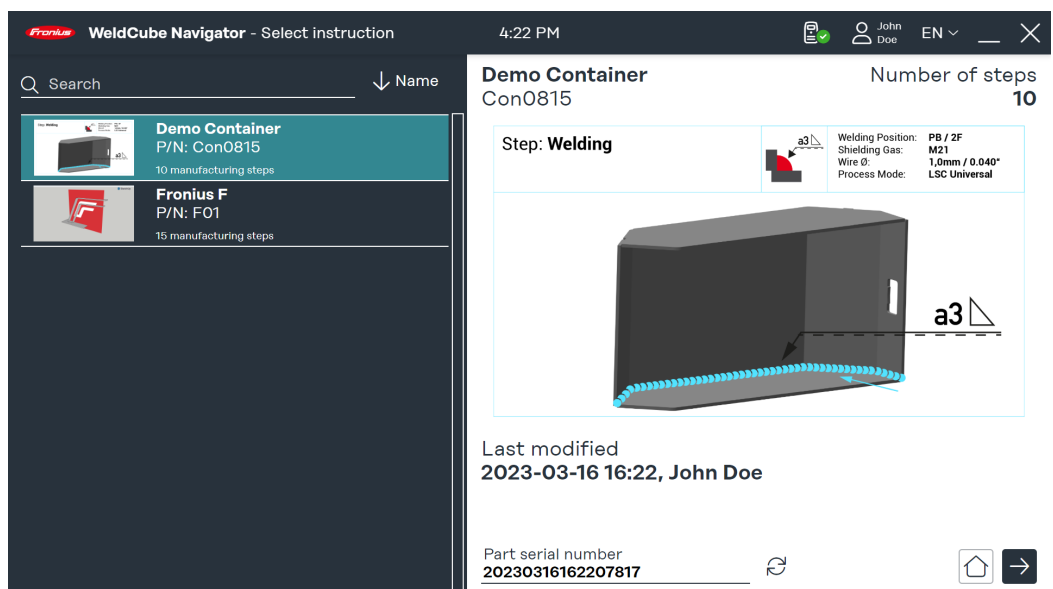 Fronius WeldCube Navigator - Select instruction
4:22 PM
John
Doe
EN
Search
Name
Demo Container
P/N: Con0815
10 manufacturing steps
Fronius F
P/N: F01
15 manufacturing steps
Demo Container
Con0815
Number of steps
10
Step: Welding
a3
Welding Position: PB / 2F
Shielding Gas: M21
Wire Ø: 1,0mm / 0.040“
Process Mode: LSC Universal
a3
Last modified
2023-03-16 16:22, John Doe
Part serial number
20230316162207817